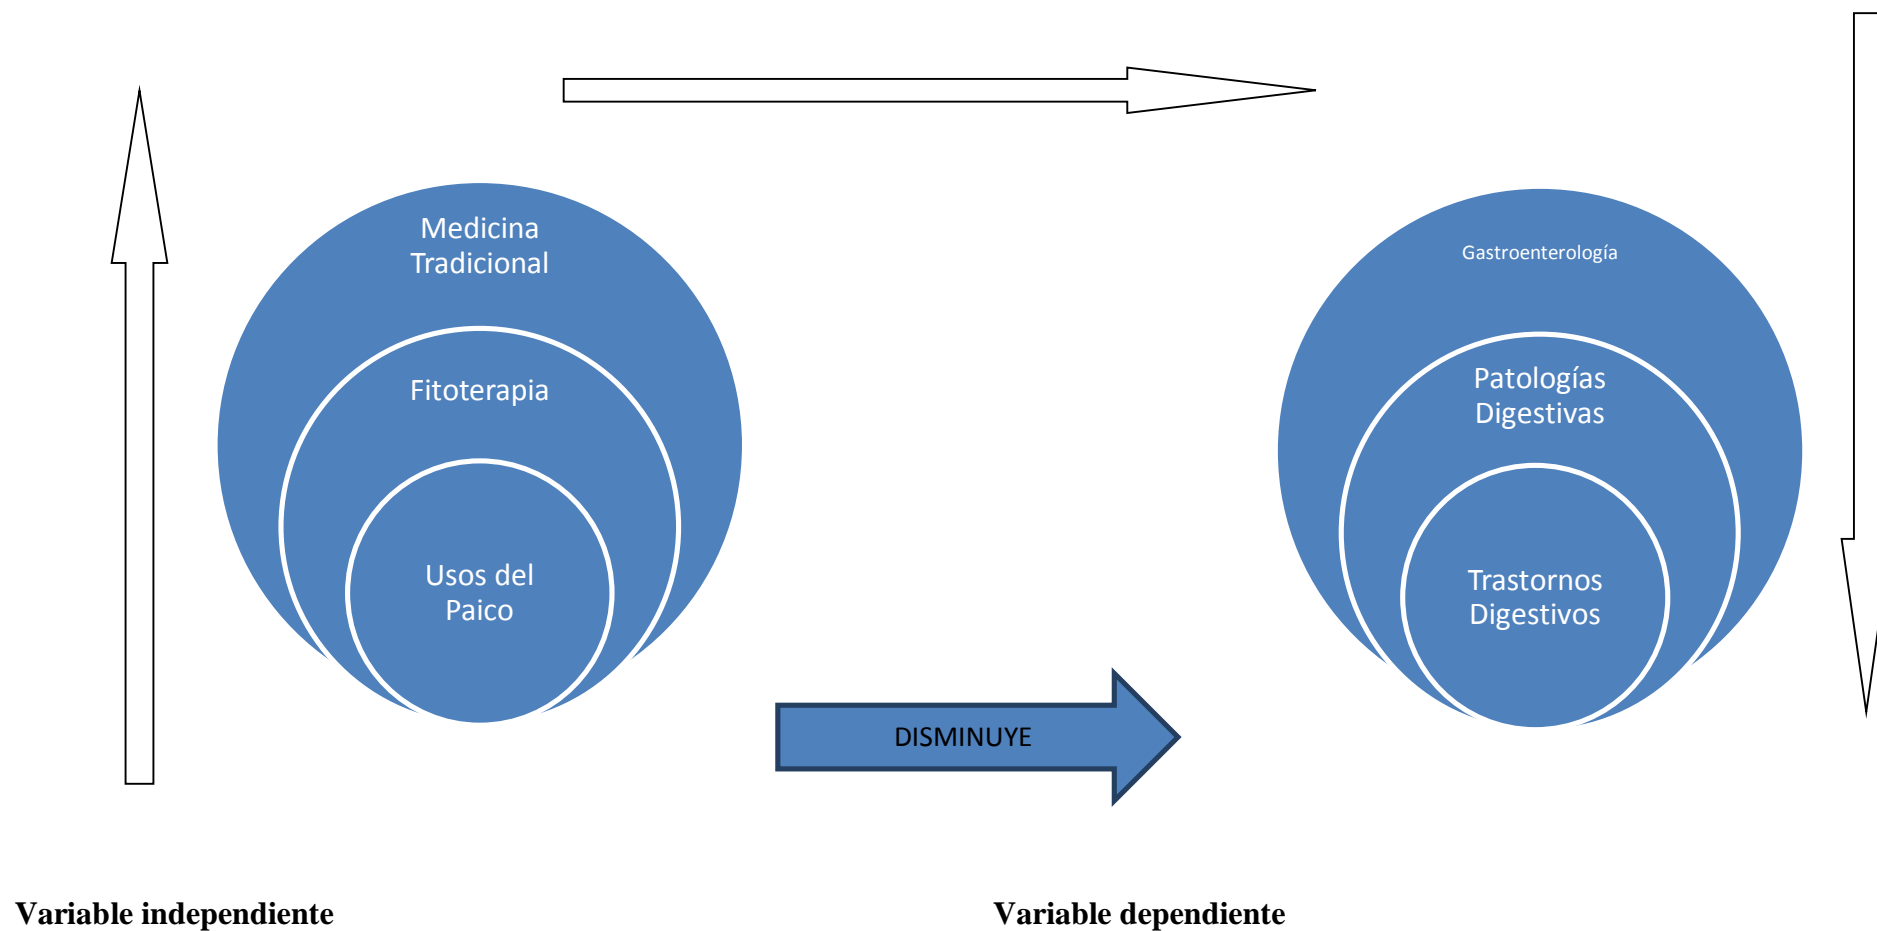 Medicina
Tradicional
Fitoterapia
Usos del
Paico
Gastroenterología
Patologías
Digestivas
Trastornos
Digestivos
DISMINUYE
Variable independiente
Variable dependiente